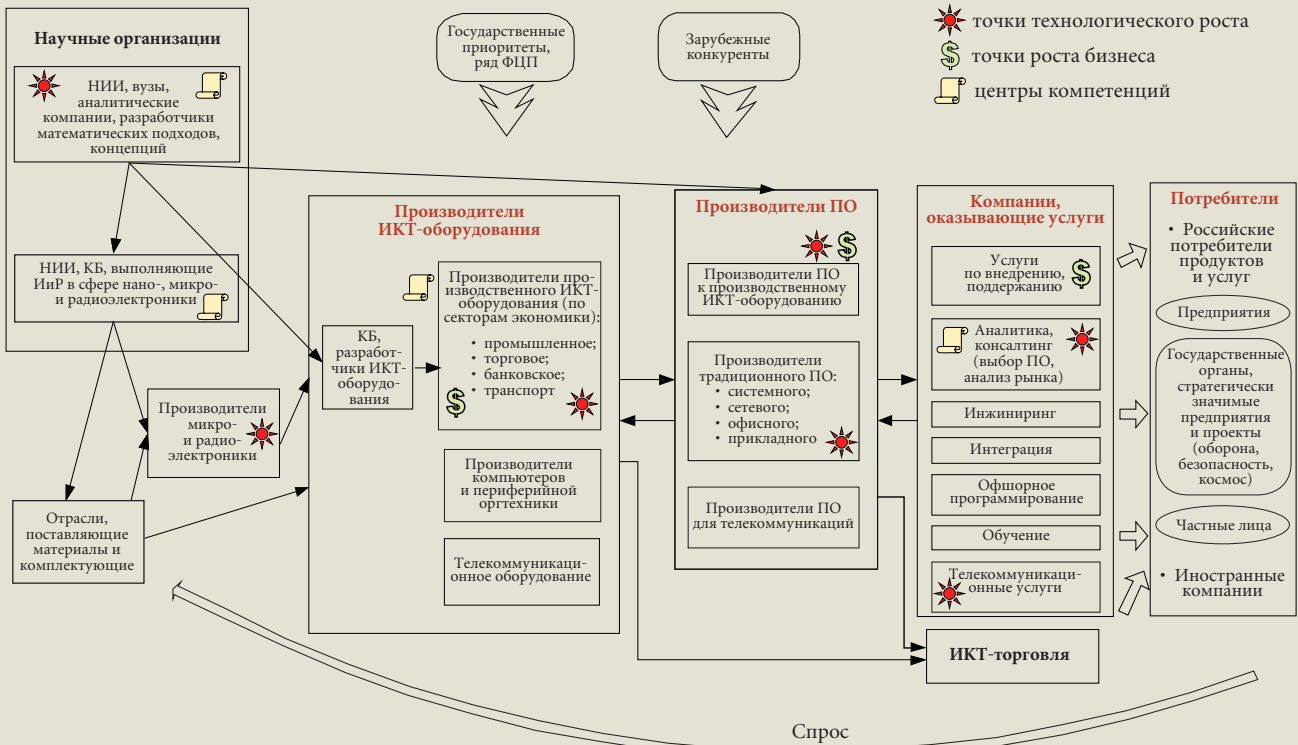 Научные организации
НИИ, вузы,
аналитические
компании, разработчики
математических подходов,
концепций
НИИ, КБ, выполняющие
ИиР в сфере нано-, микро-
и радиоэлектроники
Производители
микро-
и радио-
электроники
Отрасли,
поставляющие
материалы и
комплектующие
Государственные
приоритеты,
ряд ФЦП
Зарубежные
конкуренты
точки технологического роста
точки роста бизнеса
центры компетенций
Производители
ИКТ-оборудования
КБ,
разработ-
чики ИКТ-
оборудо-
вания
Производители про-
изводственного ИКТ-
оборудования (по
секторам экономики):
• промышленное;
• торговое;
• банковское;
• транспорт
Производители
компьютеров
и периферийной
оргтехники
Телекоммуникаци-
онное оборудование
Производители ПО
Производители ПО
к производственному
ИКТ-оборудованию
Производители
традиционного ПО:
• системного;
• сетевого;
• офисного;
• прикладного
Производители ПО
для телекоммуникаций
Компании,
оказывающие услуги
Услуги
по внедрению,
поддержанию
Аналитика,
консалтинг
(выбор ПО,
анализ рынка)
Инжиниринг
Интеграция
Офшорное
программирование
Обучение
Телекоммуникаци-
онные услуги
ИКТ-торговля
Потребители
• Российские
потребители
продуктов
и услуг
Предприятия
Государственные
органы,
стратегически
значимые
предприятия
и проекты
(оборона,
безопасность,
космос)
Частные лица
• Иностранные
компании
Спрос